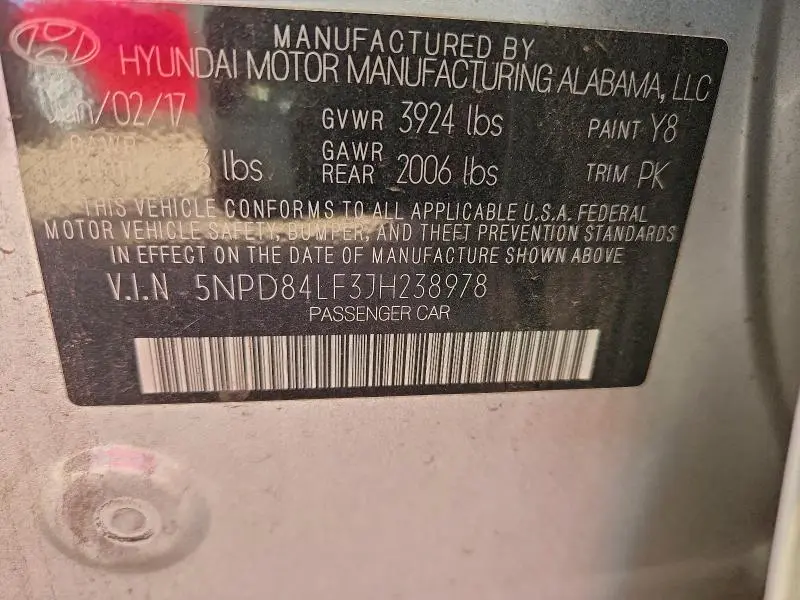 MANUFACTURED BY
HYUNDAI MOTOR MANUFACTURING ALABAMA, LLC
/02/17 GVWR 3924 lbs PAINT Y8
lbs GAWR REAR 2006 lbs TRIM PK
THIS VEHICLE CONFORMS TO ALL APPLICABLE U.S.A. FEDERAL
MOTOR VEHICLE SAFETY, BUMPER, AND THEFT PREVENTION STANDARDS
IN EFFECT ON THE DATE OF MANUFACTURE SHOWN ABOVE
V.I.N 5NPD84LF3JH238978
PASSENGER CAR